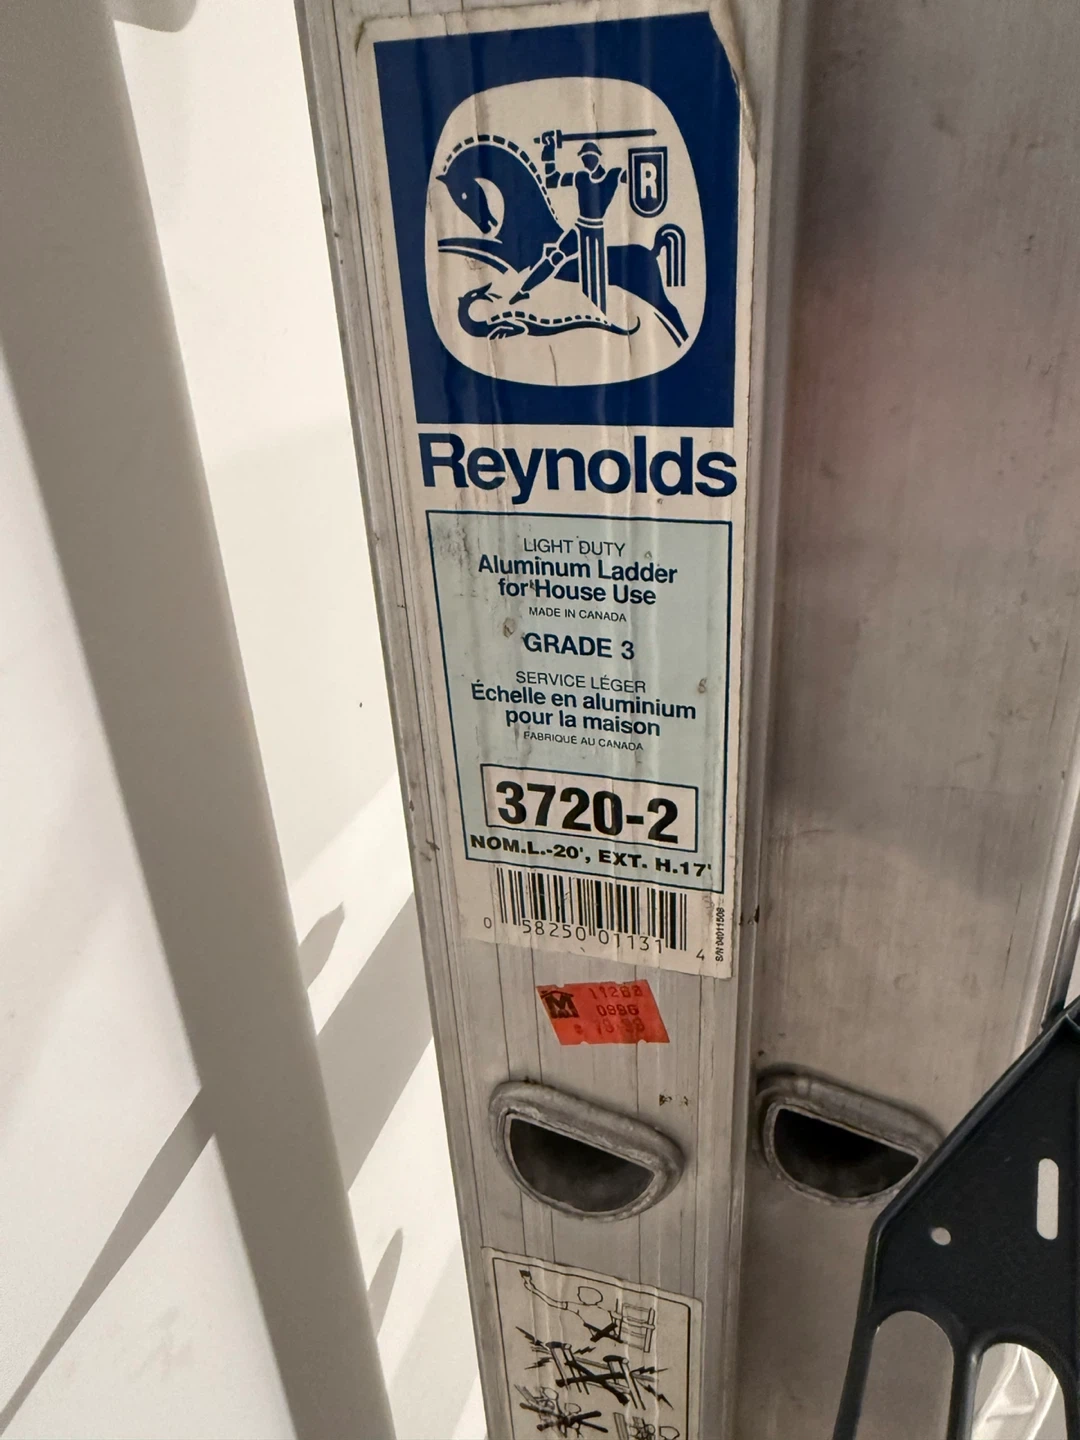 R
Reynolds
LIGHT DUTY
Aluminum Ladder
for House Use
MADE IN CANADA
GRADE 3
SERVICE LÉGER
Échelle en aluminium
pour la maison
FABRIQUÉ AU CANADA
3720-2
NOM.L.-20', EXT. H.17'
0 58250 01131 4
S/N 04011508
M